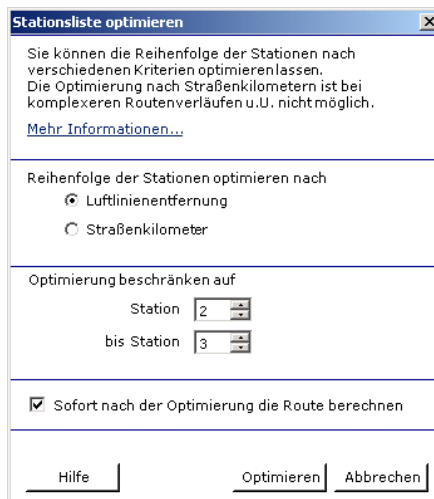 Stationsliste optimieren
Sie können die Reihenfolge der Stationen nach
verschiedenen Kriterien optimieren lassen.
Die Optimierung nach Straßenkilometern ist bei
komplexeren Routenverläufen u.U. nicht möglich.
Mehr Informationen...
Reihenfolge der Stationen optimieren nach
Luftlinienentfernung
Straßenkilometer
Optimierung beschränken auf
Station 2
bis Station 3
Sofort nach der Optimierung die Route berechnen
Hilfe Optimieren Abbrechen